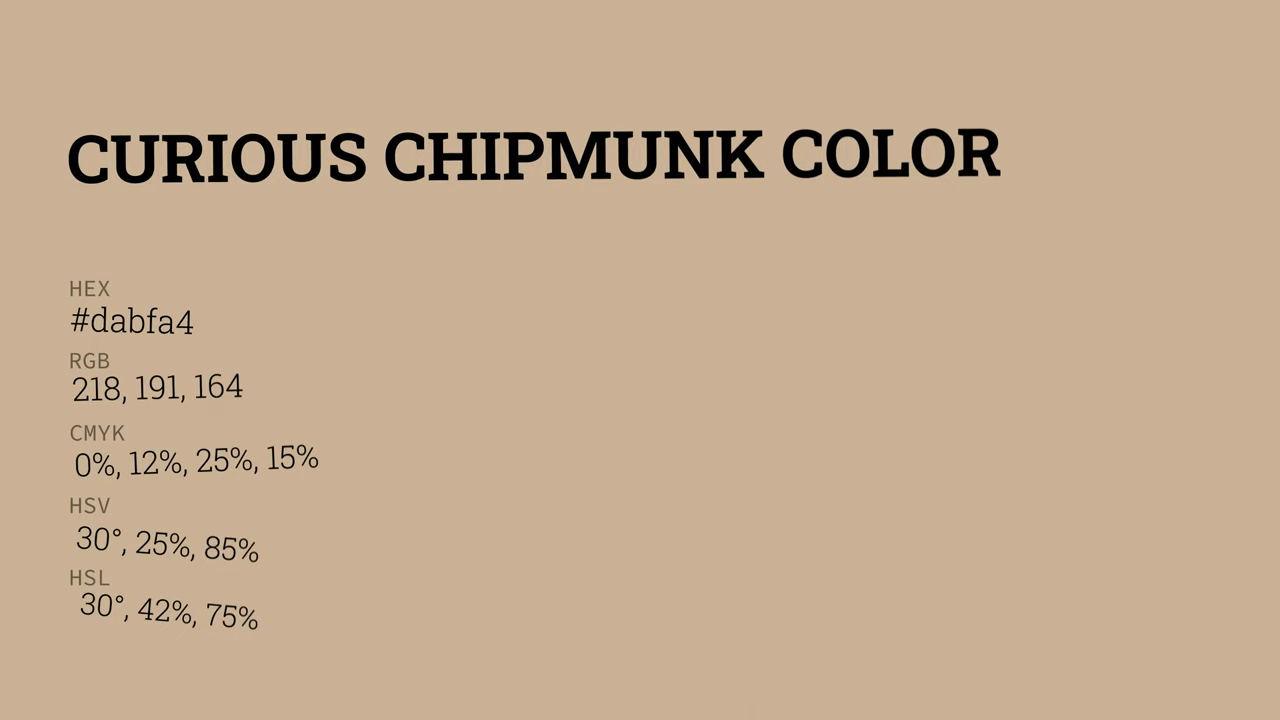 CURIOUS CHIPMUNK COLOR
HEX
#dabfa4
RGB
218, 191, 164
CMYK
0%, 12%, 25%, 15%
HSV
30°, 25%, 85%
HSL
30°, 42%, 75%